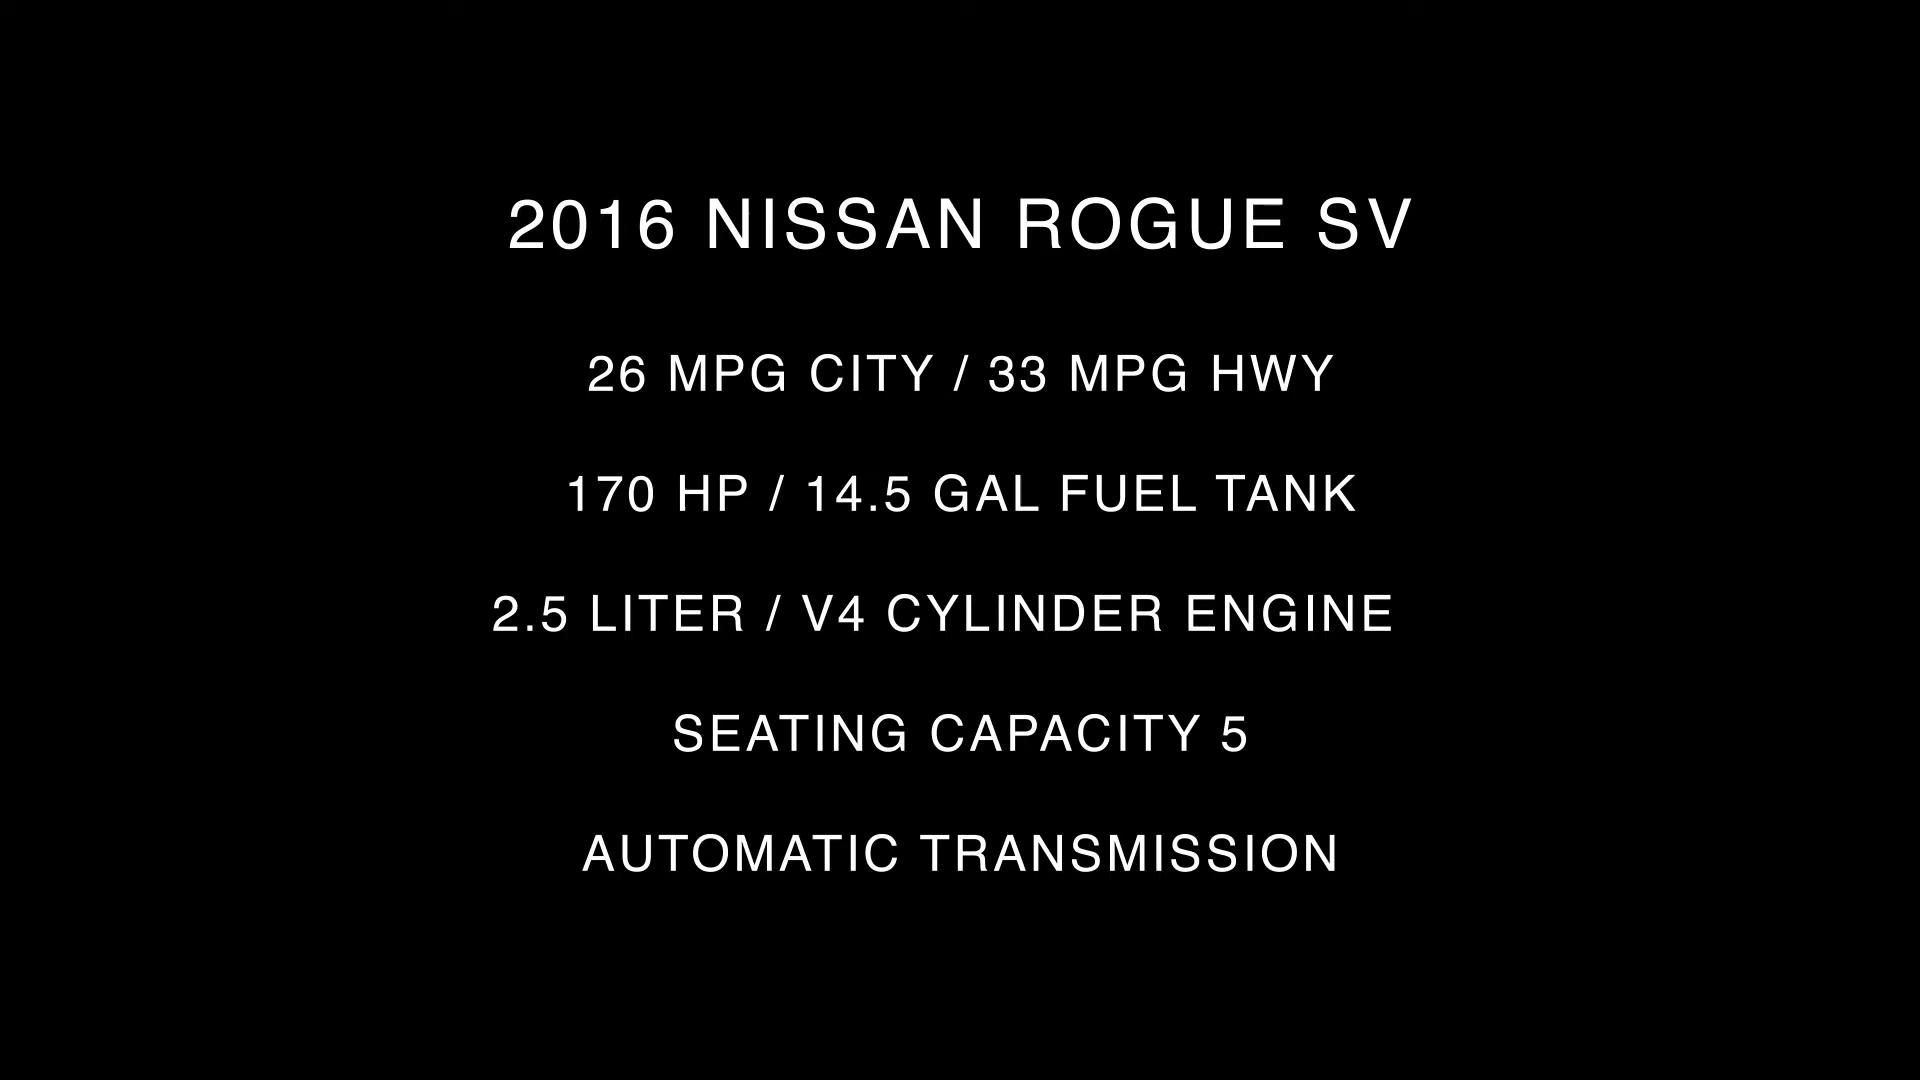 2016 NISSAN ROGUE SV
26 MPG CITY / 33 MPG HWY
170 HP / 14.5 GAL FUEL TANK
2.5 LITER / V4 CYLINDER ENGINE
SEATING CAPACITY 5
AUTOMATIC TRANSMISSION